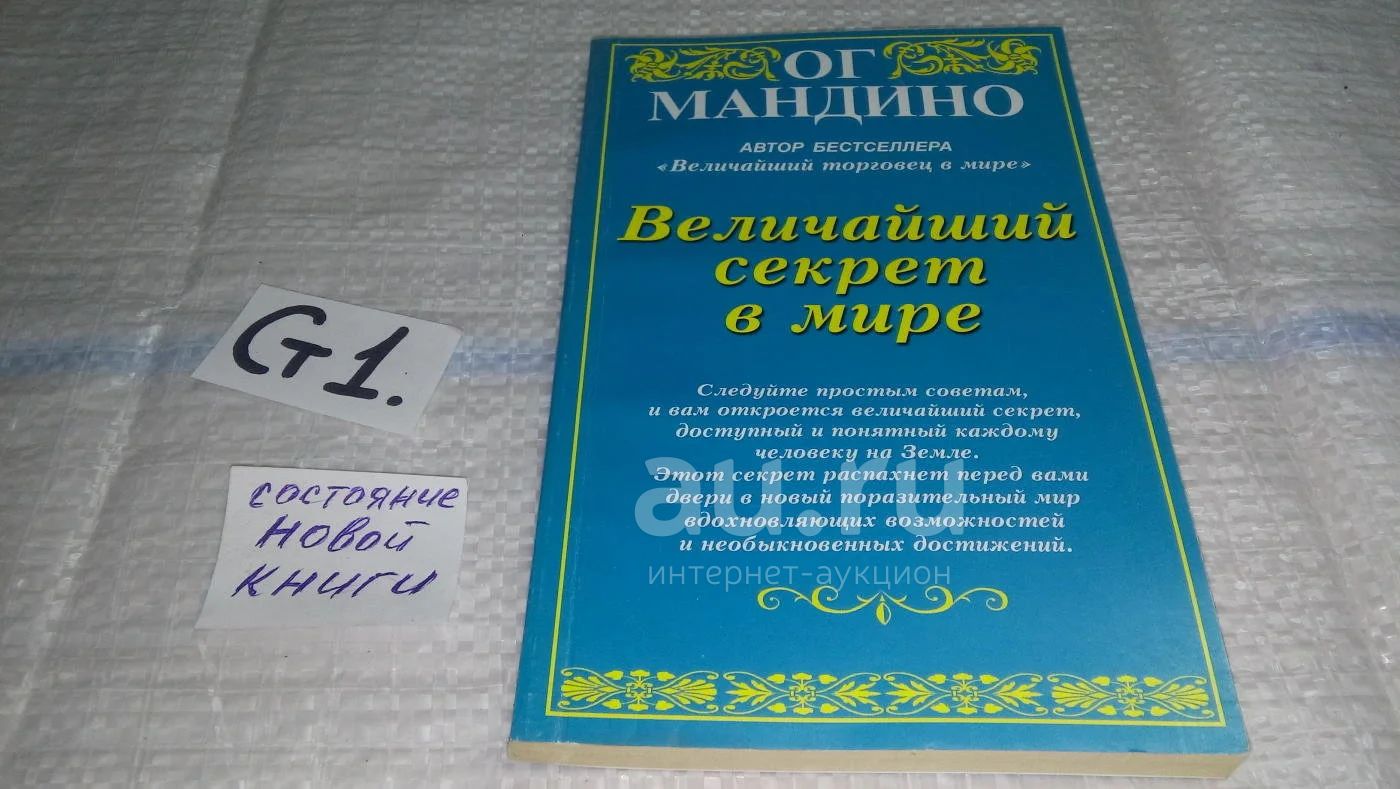 ОГ
МАНДИНО
АВТОР БЕСТСЕЛЛЕРА
«Величайший торговец в мире»
Величайший
секрет
в мире
Следуйте простым советам,
и вам откроется величайший секрет,
доступный и понятный каждому
человеку на Земле.
Этот секрет распахнет перед вами
двери в новый поразительный мир
вдохновляющих возможностей
и необыкновенных достижений.
au.ru
интернет-аукцион
Ст1.
состояние
новой
книги